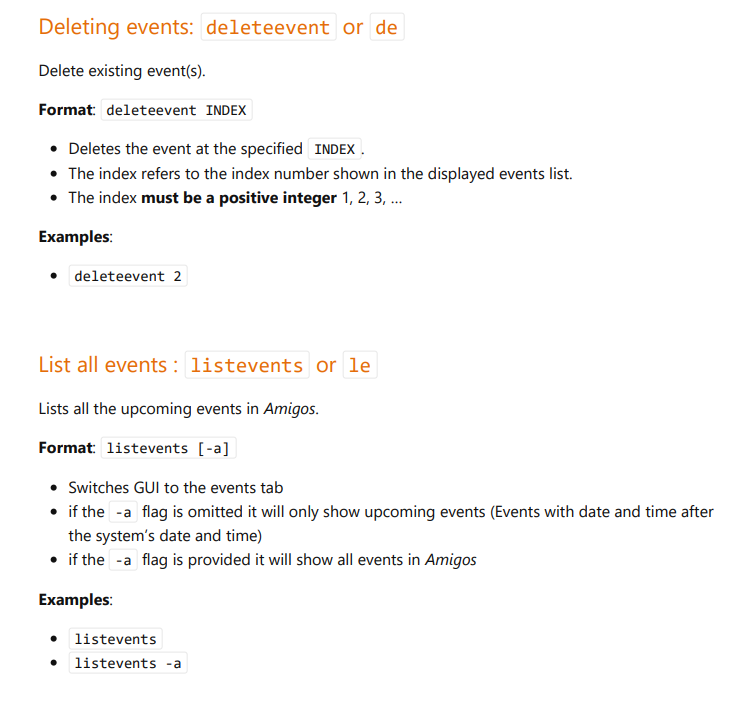 Deleting events: deleteevent or de
Delete existing event(s).
Format: deleteevent INDEX
• Deletes the event at the specified INDEX.
• The index refers to the index number shown in the displayed events list.
• The index must be a positive integer 1, 2, 3, …
Examples:
• deleteevent 2
List all events : listevents or le
Lists all the upcoming events in Amigos.
Format: listevents [-a]
• Switches GUI to the events tab
• if the -a flag is omitted it will only show upcoming events (Events with date and time after
the system’s date and time)
• if the -a flag is provided it will show all events in Amigos
Examples:
• listevents
• listevents -a